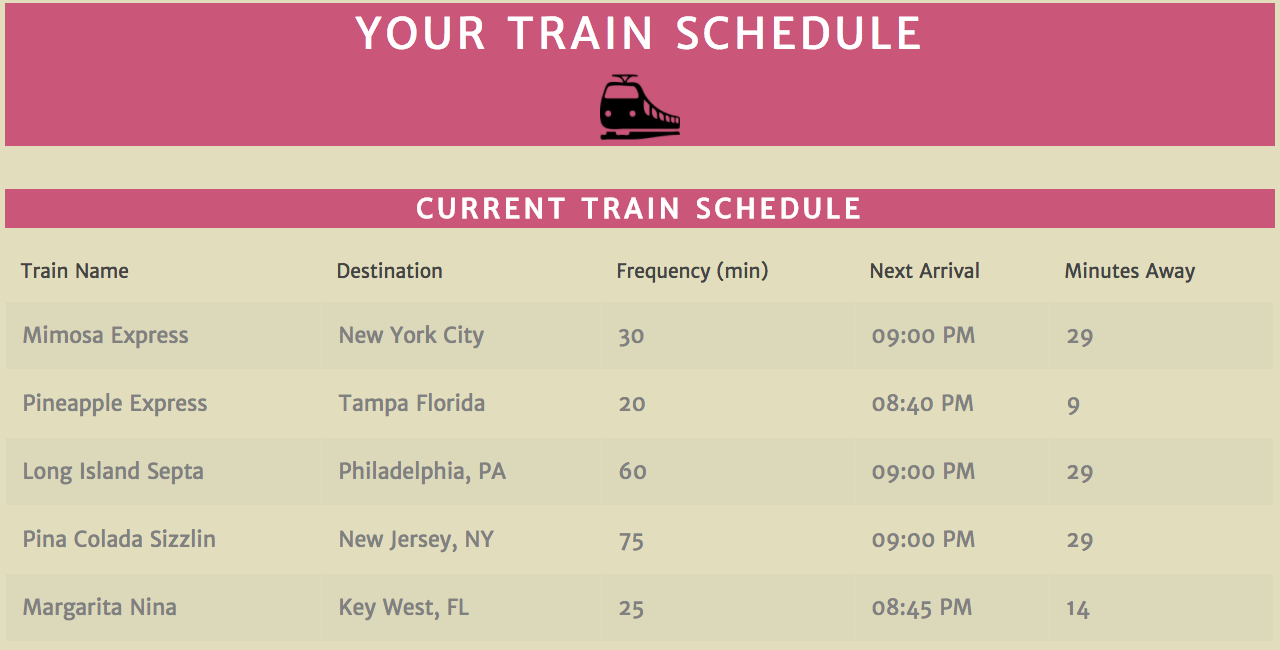 YOUR TRAIN SCHEDULE
CURRENT TRAIN SCHEDULE
Train Name Destination Frequency (min) Next Arrival Minutes Away
Mimosa Express New York City 30 09:00 PM 29
Pineapple Express Tampa Florida 20 08:40 PM 9
Long Island Septa Philadelphia, PA 60 09:00 PM 29
Pina Colada Sizzlin New Jersey, NY 75 09:00 PM 29
Margarita Nina Key West, FL 25 08:45 PM 14